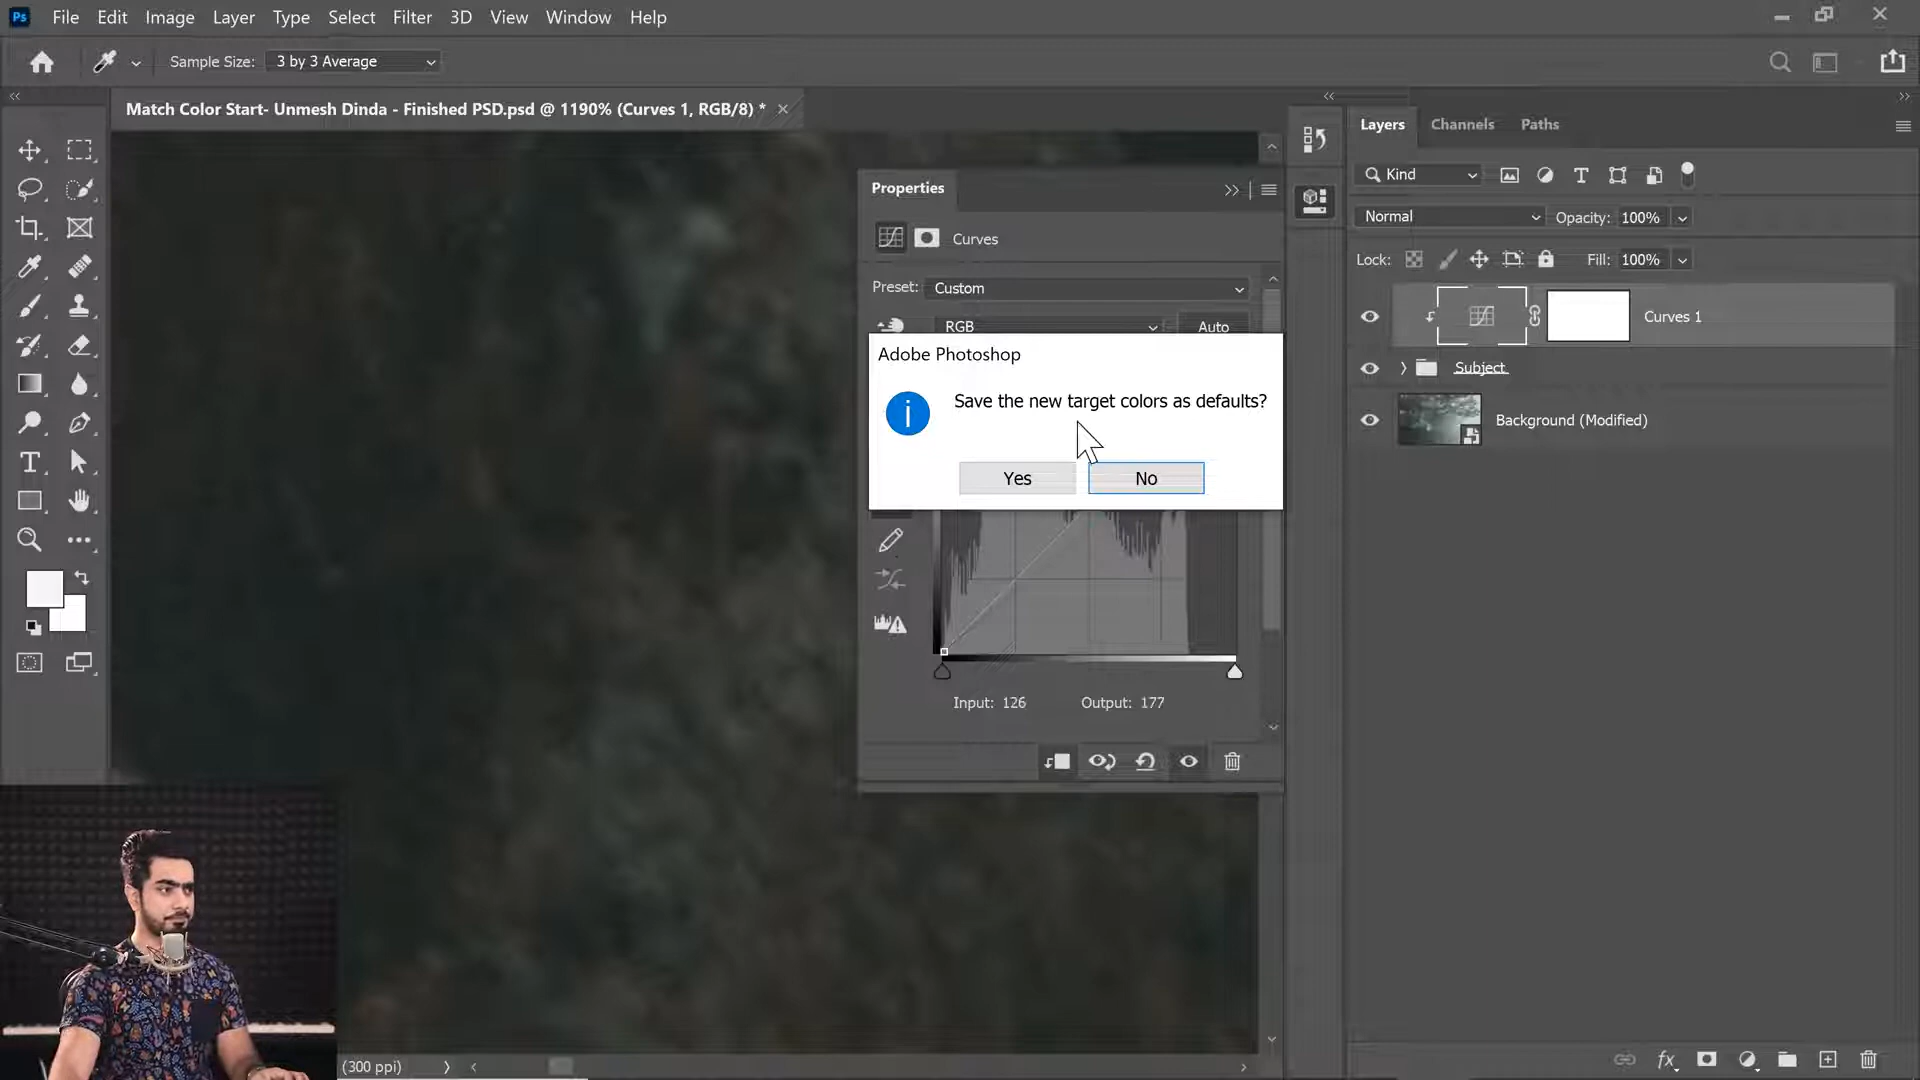 Ps File Edit Image Layer Type Select Filter 3D View Window Help
Sample Size: 3 by 3 Average
Match Color Start- Unmesh Dinda - Finished PSD.psd @ 1190% (Curves 1, RGB/8) *
Properties
Curves
Preset: Custom
RGB Auto
Adobe Photoshop
Save the new target colors as defaults?
Yes No
Input: 126 Output: 177
Layers Channels Paths
Kind
Normal Opacity: 100%
Lock: Fill: 100%
Curves 1
Subject
Background (Modified)
(300 ppi)
fx